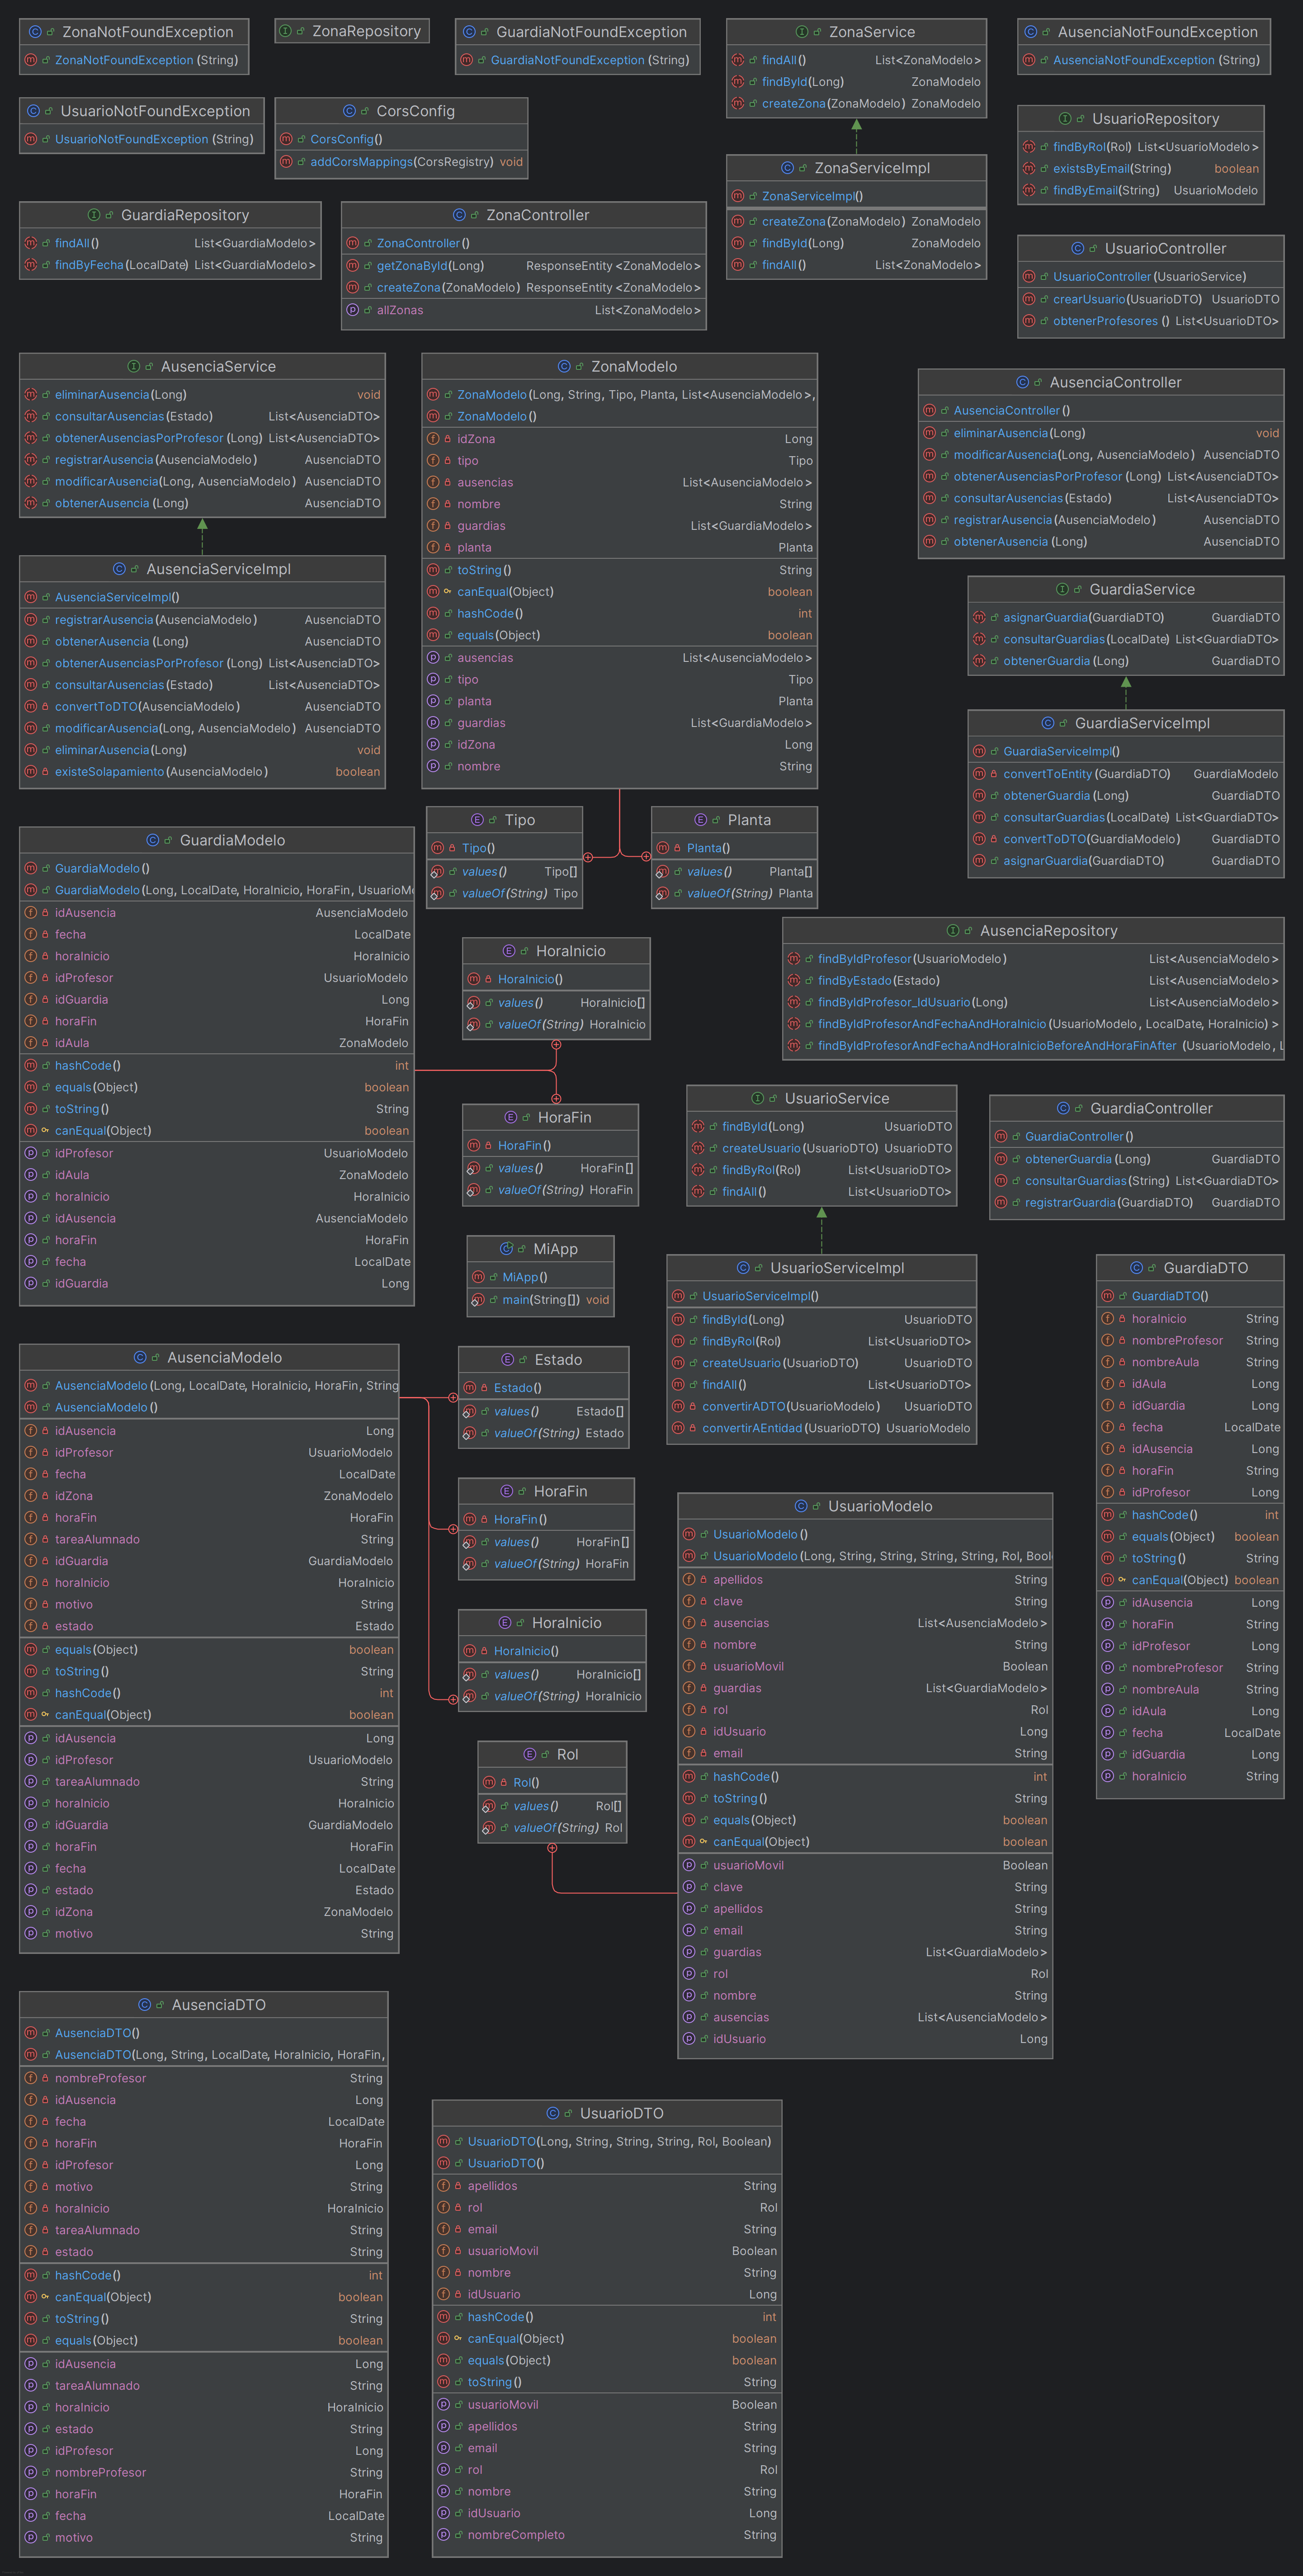 ZonaNotFoundException
ZonaNotFoundException (String)
ZonaRepository
GuardiaNotFoundException
GuardiaNotFoundException (String)
ZonaService
findAll() List<ZonaModelo>
findById(Long) ZonaModelo
createZona(ZonaModelo) ZonaModelo
AusenciaNotFoundException
AusenciaNotFoundException (String)
UsuarioNotFoundException
UsuarioNotFoundException (String)
CorsConfig
CorsConfig()
addCorsMappings(CorsRegistry) void
UsuarioRepository
findByRol(Rol) List<UsuarioModelo>
existsByEmail(String) boolean
findByEmail(String) UsuarioModelo
ZonaServiceImpl
ZonaServiceImpl()
createZona(ZonaModelo) ZonaModelo
findById(Long) ZonaModelo
findAll() List<ZonaModelo>
GuardiaRepository
findAll() List<GuardiaModelo>
findByFecha(LocalDate) List<GuardiaModelo>
ZonaController
ZonaController()
getZonaById(Long) ResponseEntity<ZonaModelo>
createZona(ZonaModelo) ResponseEntity<ZonaModelo>
allZonas List<ZonaModelo>
UsuarioController
UsuarioController(UsuarioService)
crearUsuario(UsuarioDTO) UsuarioDTO
obtenerProfesores () List<UsuarioDTO>
AusenciaService
eliminarAusencia(Long) void
consultarAusencias(Estado) List<AusenciaDTO>
obtenerAusenciasPorProfesor (Long) List<AusenciaDTO>
registrarAusencia(AusenciaModelo) AusenciaDTO
modificarAusencia(Long, AusenciaModelo) AusenciaDTO
obtenerAusencia (Long) AusenciaDTO
ZonaModelo
ZonaModelo(Long, String, Tipo, Planta, List<AusenciaModelo>,
ZonaModelo()
idZona Long
tipo Tipo
ausencias List<AusenciaModelo>
nombre String
guardias List<GuardiaModelo>
planta Planta
toString() String
canEqual(Object) boolean
hashCode() int
equals(Object) boolean
ausencias List<AusenciaModelo>
tipo Tipo
planta Planta
guardias List<GuardiaModelo>
idZona Long
nombre String
AusenciaController
AusenciaController()
eliminarAusencia(Long) void
modificarAusencia(Long, AusenciaModelo) AusenciaDTO
obtenerAusenciasPorProfesor (Long) List<AusenciaDTO>
consultarAusencias(Estado) List<AusenciaDTO>
registrarAusencia(AusenciaModelo) AusenciaDTO
obtenerAusencia (Long) AusenciaDTO
AusenciaServiceImpl
AusenciaServiceImpl()
registrarAusencia(AusenciaModelo) AusenciaDTO
obtenerAusencia (Long) AusenciaDTO
obtenerAusenciasPorProfesor (Long) List<AusenciaDTO>
consultarAusencias(Estado) List<AusenciaDTO>
convertToDTO(AusenciaModelo) AusenciaDTO
modificarAusencia(Long, AusenciaModelo) AusenciaDTO
eliminarAusencia(Long) void
existeSolapamiento(AusenciaModelo) boolean
GuardiaService
asignarGuardia(GuardiaDTO) GuardiaDTO
consultarGuardias(LocalDate) List<GuardiaDTO>
obtenerGuardia (Long) GuardiaDTO
GuardiaServiceImpl
GuardiaServiceImpl()
convertToEntity(GuardiaDTO) GuardiaModelo
obtenerGuardia (Long) GuardiaDTO
consultarGuardias(LocalDate) List<GuardiaDTO>
convertToDTO(GuardiaModelo) GuardiaDTO
asignarGuardia(GuardiaDTO) GuardiaDTO
Tipo
Tipo()
values() Tipo[]
valueOf(String) Tipo
Planta
Planta()
values() Planta[]
valueOf(String) Planta
GuardiaModelo
GuardiaModelo()
GuardiaModelo(Long, LocalDate, HoraInicio, HoraFin, UsuarioMo
idAusencia AusenciaModelo
fecha LocalDate
horaInicio HoraInicio
idProfesor UsuarioModelo
idGuardia Long
horaFin HoraFin
idAula ZonaModelo
hashCode() int
equals(Object) boolean
toString() String
canEqual(Object) boolean
idProfesor UsuarioModelo
idAula ZonaModelo
horaInicio HoraInicio
idAusencia AusenciaModelo
horaFin HoraFin
fecha LocalDate
idGuardia Long
HoraInicio
HoraInicio()
values() HoraInicio[]
valueOf(String) HoraInicio
AusenciaRepository
findByIdProfesor(UsuarioModelo) List<AusenciaModelo>
findByEstado(Estado) List<AusenciaModelo>
findByIdProfesor_IdUsuario(Long) List<AusenciaModelo>
findByIdProfesorAndFechaAndHoraInicio(UsuarioModelo, LocalDate, HoraInicio) >
findByIdProfesorAndFechaAndHoraInicioBeforeAndHoraFinAfter (UsuarioModelo, L
HoraFin
HoraFin()
values() HoraFin[]
valueOf(String) HoraFin
UsuarioService
findById(Long) UsuarioDTO
createUsuario(UsuarioDTO) UsuarioDTO
findByRol(Rol) List<UsuarioDTO>
findAll() List<UsuarioDTO>
GuardiaController
GuardiaController()
obtenerGuardia (Long) GuardiaDTO
consultarGuardias(String) List<GuardiaDTO>
registrarGuardia(GuardiaDTO) GuardiaDTO
MiApp
MiApp()
main(String[]) void
UsuarioServiceImpl
UsuarioServiceImpl()
findById(Long) UsuarioDTO
findByRol(Rol) List<UsuarioDTO>
createUsuario(UsuarioDTO) UsuarioDTO
findAll() List<UsuarioDTO>
convertirADTO(UsuarioModelo) UsuarioDTO
convertirAEntidad(UsuarioDTO) UsuarioModelo
GuardiaDTO
GuardiaDTO()
horaInicio String
nombreProfesor String
nombreAula String
idAula Long
idGuardia Long
fecha LocalDate
idAusencia Long
horaFin String
idProfesor Long
hashCode() int
equals(Object) boolean
toString() String
canEqual(Object) boolean
idAusencia Long
horaFin String
idProfesor Long
nombreProfesor String
nombreAula String
idAula Long
fecha LocalDate
idGuardia Long
horaInicio String
AusenciaModelo
AusenciaModelo(Long, LocalDate, HoraInicio, HoraFin, String
AusenciaModelo()
idAusencia Long
idProfesor UsuarioModelo
fecha LocalDate
idZona ZonaModelo
horaFin HoraFin
tareaAlumnado String
idGuardia GuardiaModelo
horaInicio HoraInicio
motivo String
estado Estado
equals(Object) boolean
toString() String
hashCode() int
canEqual(Object) boolean
idAusencia Long
idProfesor UsuarioModelo
tareaAlumnado String
horaInicio HoraInicio
idGuardia GuardiaModelo
horaFin HoraFin
fecha LocalDate
estado Estado
idZona ZonaModelo
motivo String
Estado
Estado()
values() Estado[]
valueOf(String) Estado
HoraFin
HoraFin()
values() HoraFin[]
valueOf(String) HoraFin
HoraInicio
HoraInicio()
values() HoraInicio[]
valueOf(String) HoraInicio
Rol
Rol()
values() Rol[]
valueOf(String) Rol
UsuarioModelo
UsuarioModelo()
UsuarioModelo(Long, String, String, String, String, Rol, Bool
apellidos String
clave String
ausencias List<AusenciaModelo>
nombre String
usuarioMovil Boolean
guardias List<GuardiaModelo>
rol Rol
idUsuario Long
email String
hashCode() int
toString() String
equals(Object) boolean
canEqual(Object) boolean
usuarioMovil Boolean
clave String
apellidos String
email String
guardias List<GuardiaModelo>
rol Rol
nombre String
ausencias List<AusenciaModelo>
idUsuario Long
AusenciaDTO
AusenciaDTO()
AusenciaDTO(Long, String, LocalDate, HoraInicio, HoraFin,
nombreProfesor String
idAusencia Long
fecha LocalDate
horaFin HoraFin
idProfesor Long
motivo String
horaInicio HoraInicio
tareaAlumnado String
estado String
hashCode() int
canEqual(Object) boolean
toString() String
equals(Object) boolean
idAusencia Long
tareaAlumnado String
horaInicio HoraInicio
estado String
idProfesor Long
nombreProfesor String
horaFin HoraFin
fecha LocalDate
motivo String
UsuarioDTO
UsuarioDTO(Long, String, String, String, Rol, Boolean)
UsuarioDTO()
apellidos String
rol Rol
email String
usuarioMovil Boolean
nombre String
idUsuario Long
hashCode() int
canEqual(Object) boolean
equals(Object) boolean
toString() String
usuarioMovil Boolean
apellidos String
email String
rol Rol
nombre String
idUsuario Long
nombreCompleto String